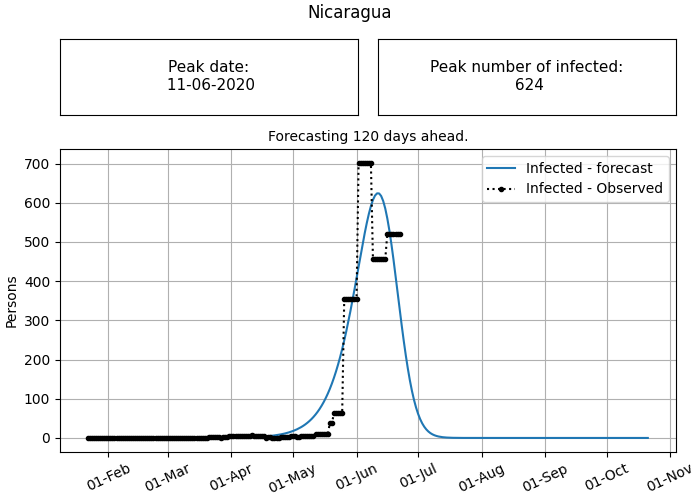 Nicaragua
Peak date:
11-06-2020
Peak number of infected:
624
Forecasting 120 days ahead.
Infected - forecast
Infected - Observed
Persons
700
600
500
400
300
200
100
0
01-Feb
01-Mar
01-Apr
01-May
01-Jun
01-Jul
01-Aug
01-Sep
01-Oct
01-Nov